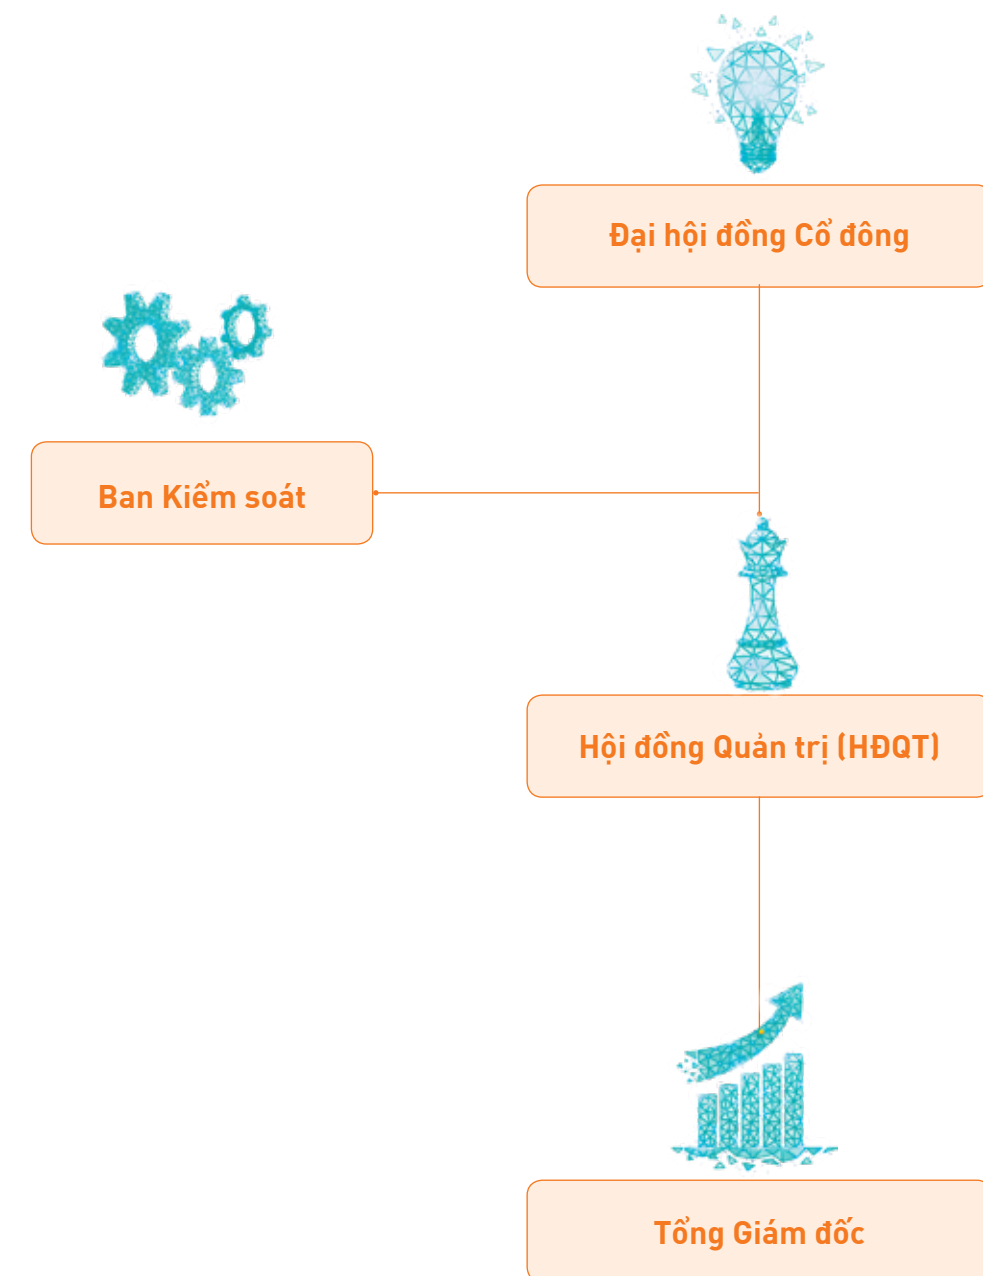 Đại hội đồng Cổ đông
Ban Kiểm soát
Hội đồng Quản trị (HĐQT)
Tổng Giám đốc